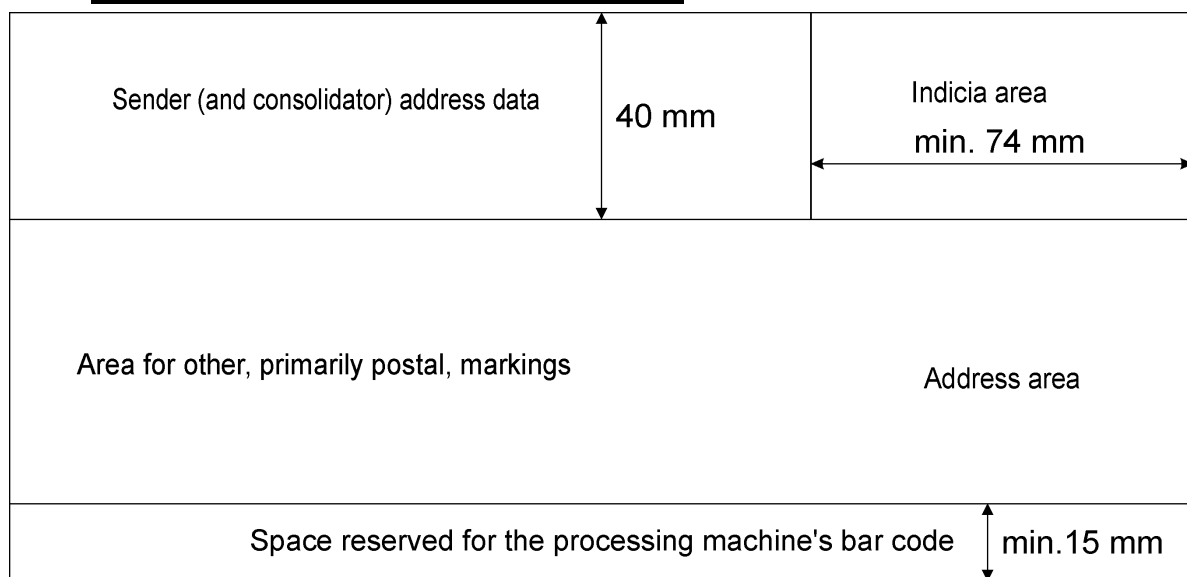 Sender (and consolidator) address data
40 mm
Indicia area
min. 74 mm
Area for other, primarily postal, markings
Address area
Space reserved for the processing machine's bar code
min.15 mm